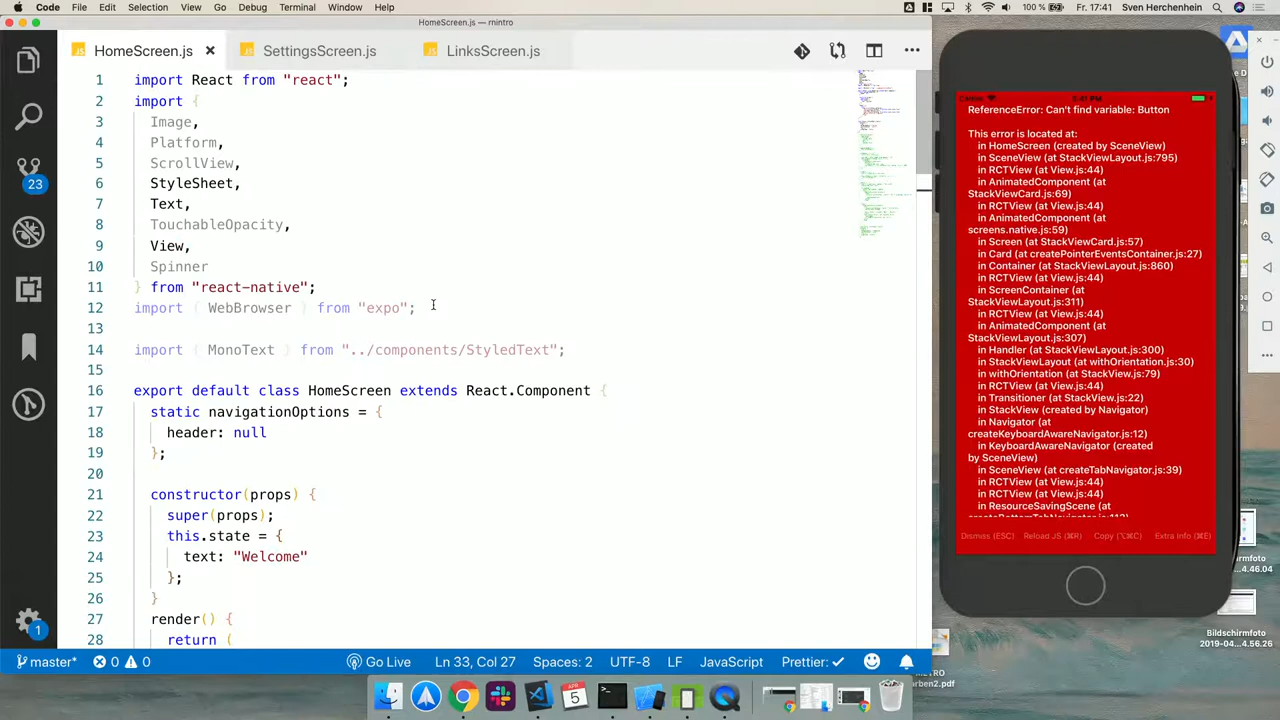 Code File Edit Selection View Go Debug Terminal Window Help
100 % Fr. 17:41 Sven Herchenhein
HomeScreen.js — rnintro
HomeScreen.js
SettingsScreen.js
LinksScreen.js
1 import React from "react";
import {
Image,
Platform,
ScrollView,
StyleSheet,
Text,
TouchableOpacity,
View,
10 Spinner
11 } from "react-native";
12 import { WebBrowser } from "expo";
13
14 import { MonoText } from "../components/StyledText";
15
16 export default class HomeScreen extends React.Component {
17 static navigationOptions = {
18 header: null
19 };
20
21 constructor(props) {
22 super(props);
23 this.state = {
24 text: "Welcome"
25 };
26 }
27 render() {
28 return (
23
1
master* 0 0 Go Live Ln 33, Col 27 Spaces: 2 UTF-8 LF JavaScript Prettier: ✓
ReferenceError: Can't find variable: Button
This error is located at:
in HomeScreen (created by SceneView)
in SceneView (at StackViewLayout.js:795)
in RCTView (at View.js:44)
in AnimatedComponent (at
StackViewCard.js:69)
in RCTView (at View.js:44)
in AnimatedComponent (at
screens.native.js:59)
in Screen (at StackViewCard.js:57)
in Card (at createPointerEventsContainer.js:27)
in Container (at StackViewLayout.js:860)
in RCTView (at View.js:44)
in ScreenContainer (at
StackViewLayout.js:311)
in RCTView (at View.js:44)
in AnimatedComponent (at
StackViewLayout.js:307)
in Handler (at StackViewLayout.js:300)
in StackViewLayout (at withOrientation.js:30)
in withOrientation (at StackView.js:79)
in RCTView (at View.js:44)
in Transitioner (at StackView.js:22)
in StackView (created by Navigator)
in Navigator (at
createKeyboardAwareNavigator.js:12)
in KeyboardAwareNavigator (created
by SceneView)
in SceneView (at createTabNavigator.js:39)
in RCTView (at View.js:44)
in RCTView (at View.js:44)
in ResourceSavingScene (at
Dismiss (ESC) Reload JS (⌘R) Copy (⌥⌘C) Extra Info (⌘E)
4.46.04
Bildschirmfoto
2019-04...4.56.26
APR
5